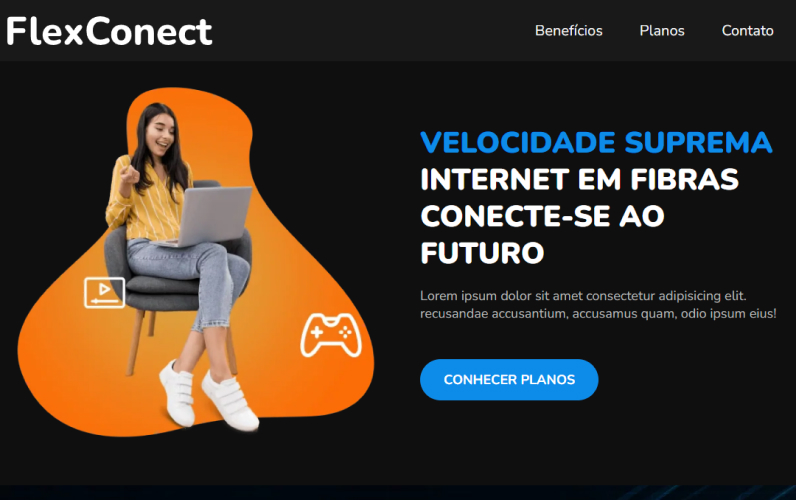 FlexConect
Benefícios Planos Contato
VELOCIDADE SUPREMA
INTERNET EM FIBRAS
CONECTE-SE AO
FUTURO
Lorem ipsum dolor sit amet consectetur adipisicing elit.
recusandae accusantium, accusamus quam, odio ipsum eius!
CONHECER PLANOS